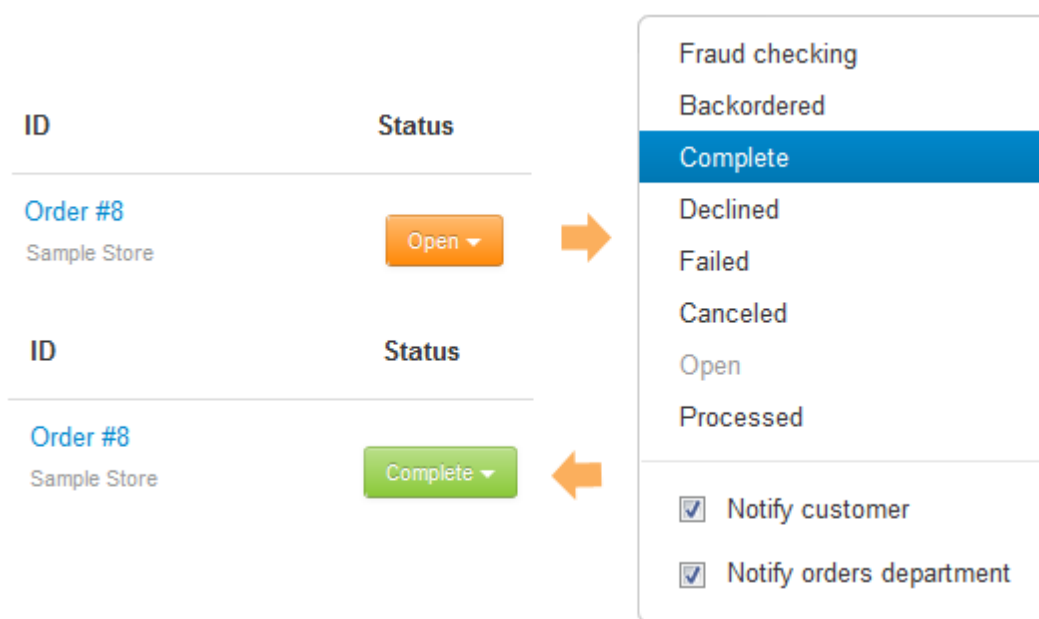 ID Status
Order #8
Sample Store
Open
ID Status
Order #8
Sample Store
Complete
Fraud checking
Backordered
Complete
Declined
Failed
Canceled
Open
Processed
Notify customer
Notify orders department